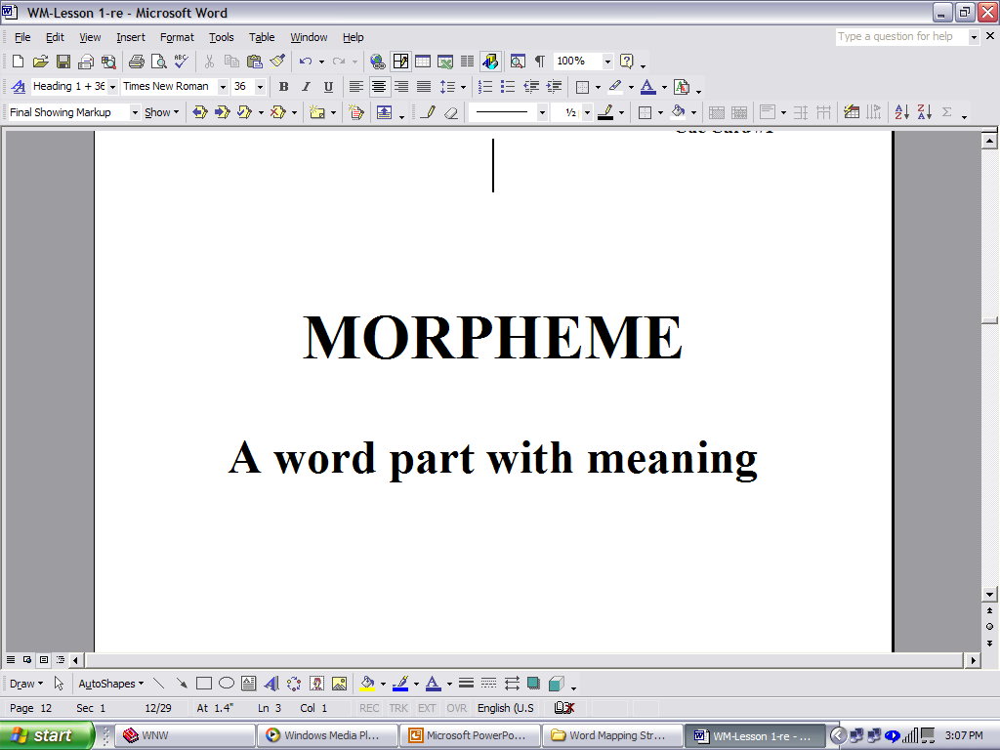 WM-Lesson 1-re - Microsoft Word
File Edit View Insert Format Tools Table Window Help Type a question for help
100%
Heading 1 + 36 Times New Roman 36 B I U
Final Showing Markup Show ½
MORPHEME
A word part with meaning
Draw AutoShapes
Page 12 Sec 1 12/29 At 1.4" Ln 3 Col 1 REC TRK EXT OVR English (U.S
start WNW Windows Media Pl... Microsoft PowerPo... Word Mapping Str... WM-Lesson 1-re - ... 3:07 PM